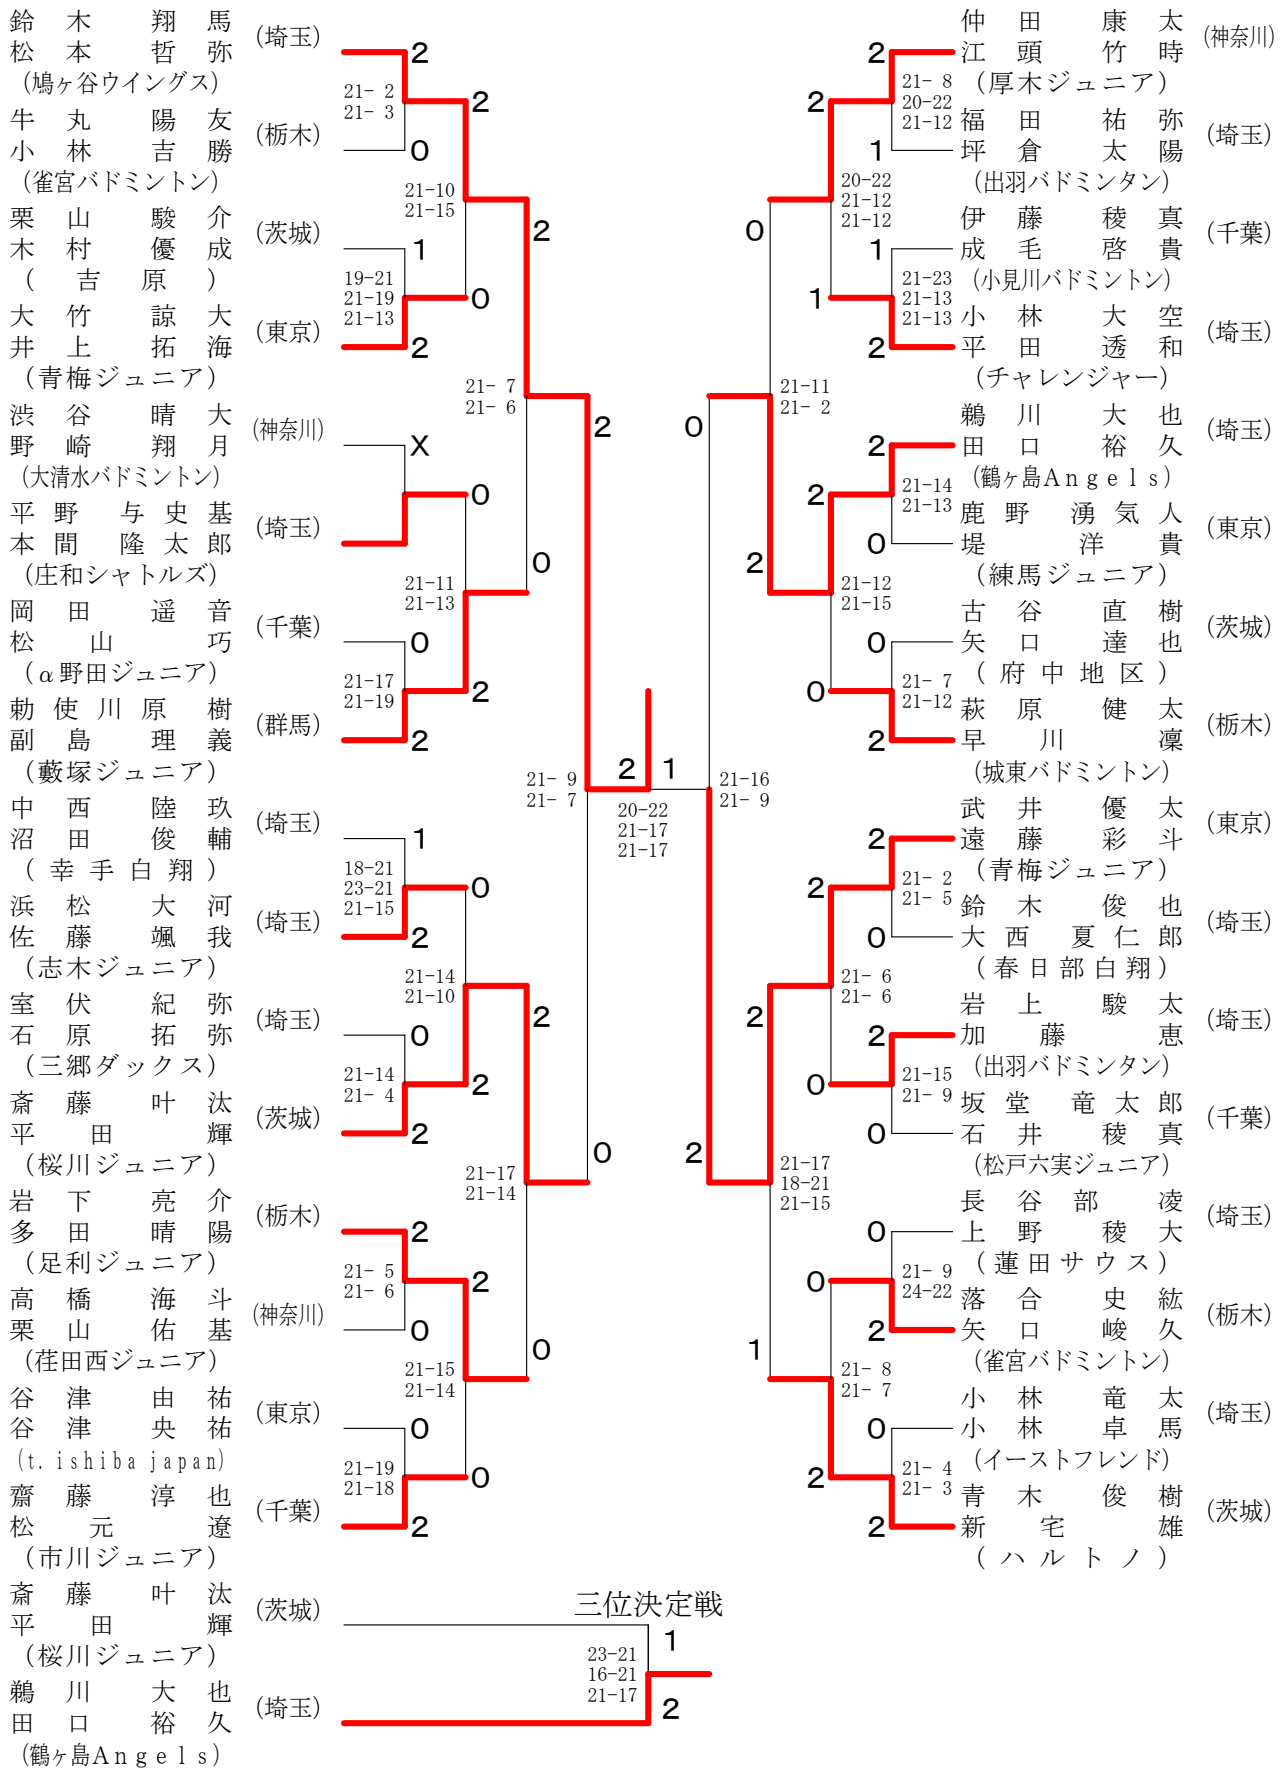 鈴木 翔馬
松本 哲弥
(埼玉)
(鳩ヶ谷ウイングス)
牛丸 陽友
小林 吉勝
(栃木)
(雀宮バドミントン)
栗山 駿介
木村 優成
(茨城)
(吉原)
大竹 諒大
井上 拓海
(東京)
(青梅ジュニア)
渋谷 晴大
野崎 翔月
(神奈川)
(大清水バドミントン)
平野 与史基
本間 隆太郎
(埼玉)
(庄和シャトルズ)
岡田 遥音
松山 巧
(千葉)
(α野田ジュニア)
勅使川原 樹
副島 理義
(群馬)
(藪塚ジュニア)
中西 陸玖
沼田 俊輔
(埼玉)
(幸手白翔)
浜松 大河
佐藤 颯我
(埼玉)
(志木ジュニア)
室伏 紀弥
石原 拓弥
(埼玉)
(三郷ダックス)
斎藤 叶汰
平田 輝
(茨城)
(桜川ジュニア)
岩下 亮介
多田 晴陽
(栃木)
(足利ジュニア)
高橋 海斗
栗山 佑基
(神奈川)
(荏田西ジュニア)
谷津 由祐
谷津 央祐
(東京)
(t.ishiba japan)
齋藤 淳也
松元 遼
(千葉)
(市川ジュニア)
2
21- 2
21- 3
0
1
19-21
21-19
21-13
2
X
0
21-17
21-19
2
1
18-21
23-21
21-15
2
0
21-14
21- 4
2
2
21- 5
21- 6
0
0
21-19
21-18
2
2
21-10
21-15
0
0
21-11
21-13
2
0
21-14
21-10
2
2
21-15
21-14
0
2
21- 7
21- 6
0
2
21-17
21-14
0
2
21- 9
21- 7
0
2
1
20-22
21-17
21-17
0
21-16
21- 9
2
0
21-11
21- 2
2
2
21-17
18-21
21-15
1
2
20-22
21-12
21-12
1
2
21-12
21-15
0
2
21- 6
21- 6
0
0
21- 8
21- 7
2
2
21- 8
20-22
21-12
1
1
21-23
21-13
21-13
2
2
21-14
21-13
0
0
21- 7
21-12
2
2
21- 2
21- 5
0
2
21-15
21- 9
0
0
21- 9
24-22
2
0
21- 4
21- 3
2
仲田 康太
江頭 竹時
(神奈川)
(厚木ジュニア)
福田 祐弥
坪倉 太陽
(埼玉)
(出羽バドミンタン)
伊藤 稜真
成毛 啓貴
(千葉)
(小見川バドミントン)
小林 大空
平田 透和
(埼玉)
(チャレンジャー)
鵜川 大也
田口 裕久
(埼玉)
(鶴ヶ島Angels)
鹿野 湧気人
堤 洋貴
(東京)
(練馬ジュニア)
古谷 直樹
矢口 達也
(茨城)
(府中地区)
萩原 健太
早川 凜
(栃木)
(城東バドミントン)
武井 優太
遠藤 彩斗
(東京)
(青梅ジュニア)
鈴木 俊也
大西 夏仁郎
(埼玉)
(春日部白翔)
岩上 駿太
加藤 恵
(埼玉)
(出羽バドミンタン)
坂堂 竜太郎
石井 稜真
(千葉)
(松戸六実ジュニア)
長谷部 凌
上野 稜大
(埼玉)
(蓮田サウス)
落合 史紘
矢口 峻久
(栃木)
(雀宮バドミントン)
小林 竜太
小林 卓馬
(埼玉)
(イーストフレンド)
青木 俊樹
新宅 雄
(茨城)
(ハルトノ)
三位決定戦
斎藤 叶汰
平田 輝
(茨城)
(桜川ジュニア)
1
23-21
16-21
21-17
2
鵜川 大也
田口 裕久
(埼玉)
(鶴ヶ島Angels)